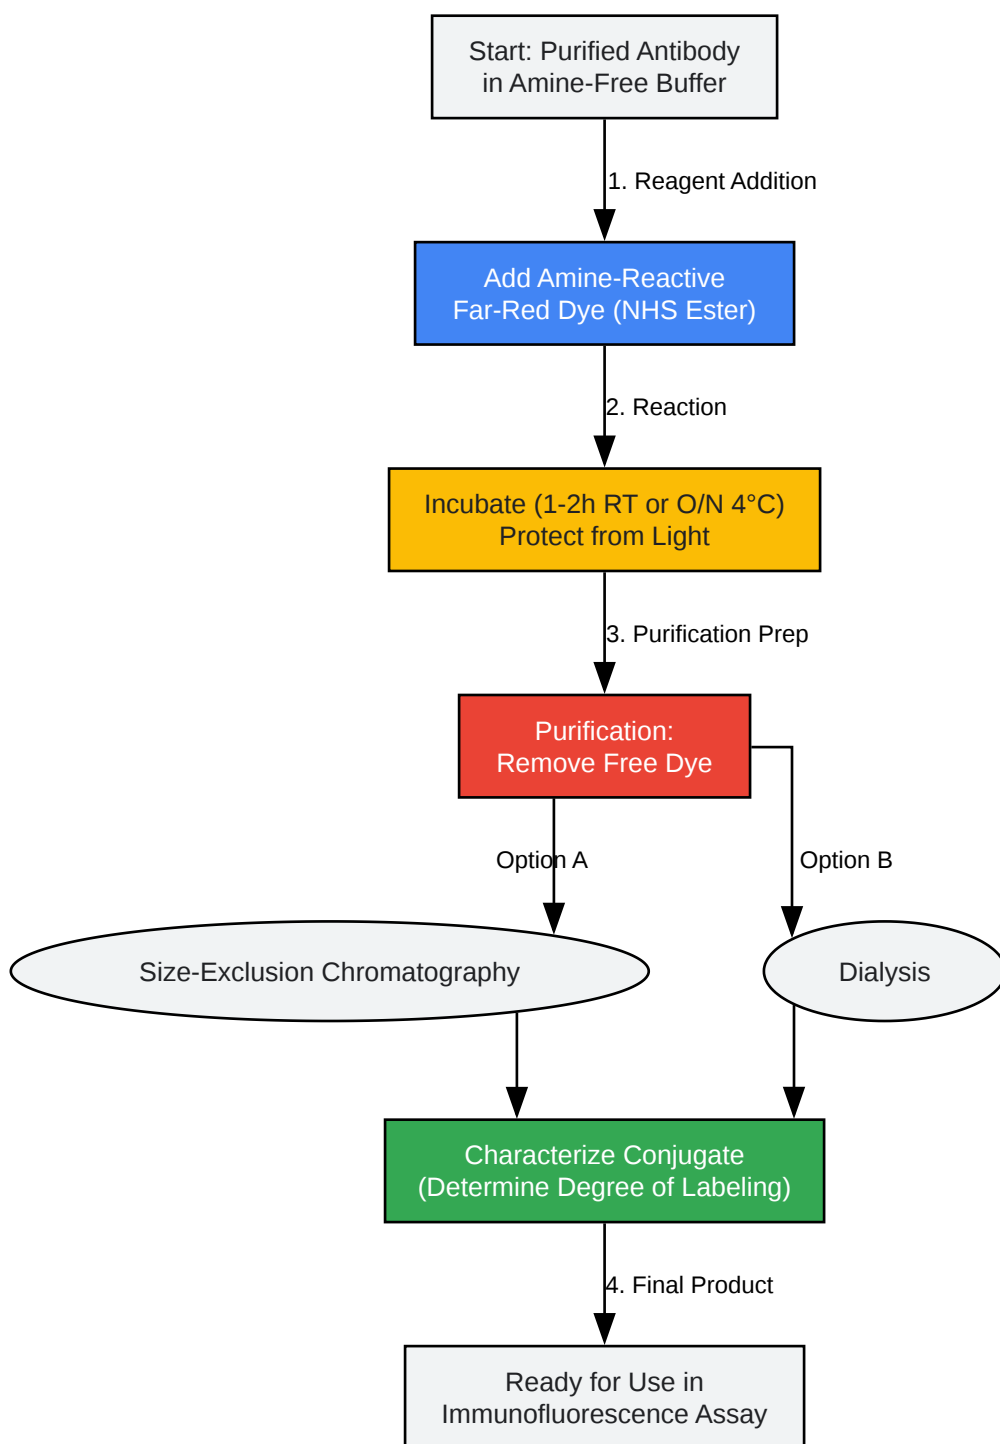 Start: Purified Antibody
in Amine-Free Buffer
1. Reagent Addition
Add Amine-Reactive
Far-Red Dye (NHS Ester)
2. Reaction
Incubate (1-2h RT or O/N 4°C)
Protect from Light
3. Purification Prep
Purification:
Remove Free Dye
Option A
Option B
Size-Exclusion Chromatography
Dialysis
Characterize Conjugate
(Determine Degree of Labeling)
4. Final Product
Ready for Use in
Immunofluorescence Assay